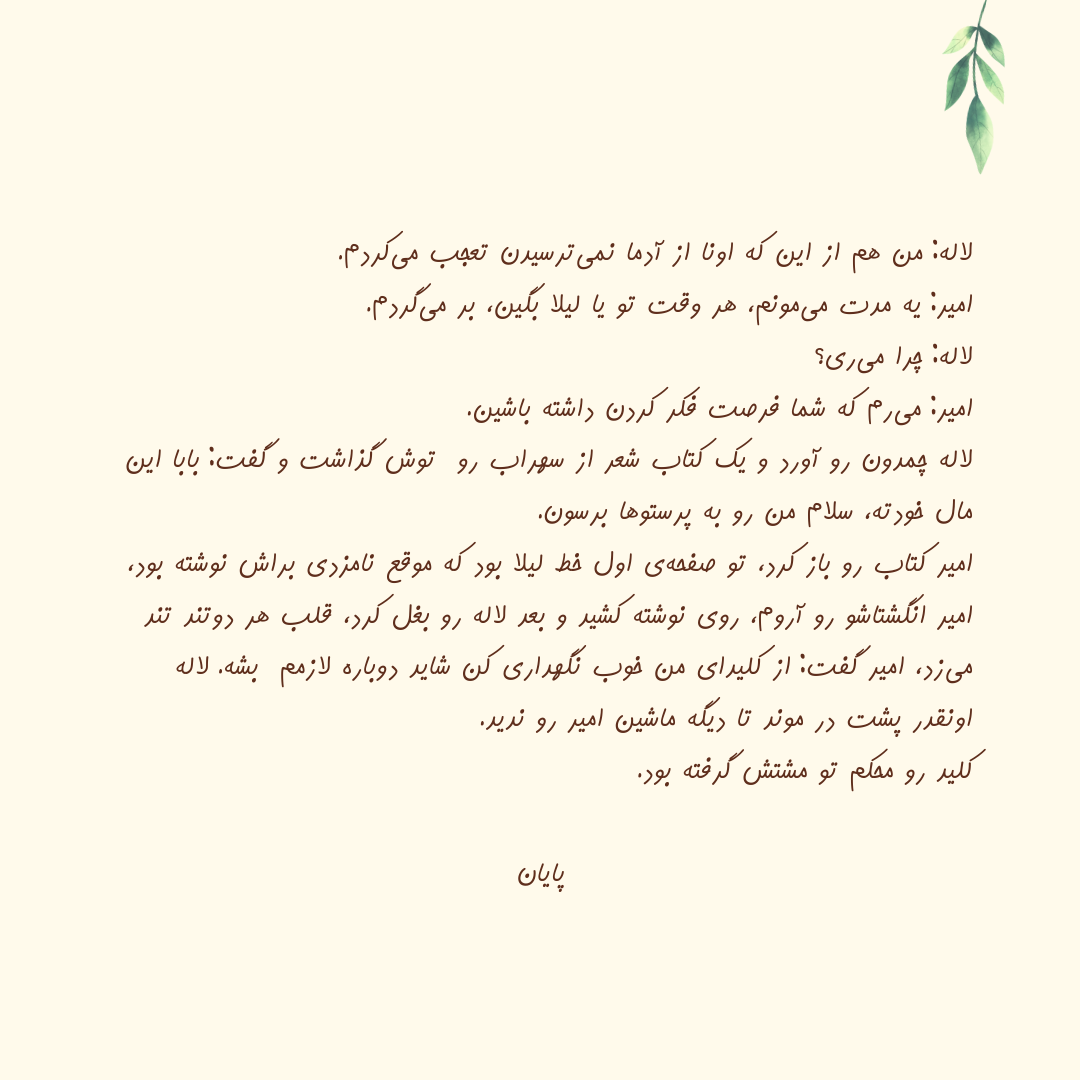 لاله: من هم از این که اونا از آدما نمی‌ترسیدن تعجب می‌کردم.
امیر: یه مدت می‌مونم، هر وقت تو یا لیلا بگین، بر می‌گردم.
لاله: چرا می‌ری؟
امیر: می‌رم که شما فرصت فکر کردن داشته باشین.
لاله چمدون رو آورد و یک کتاب شعر از سهراب رو توش گذاشت و گفت: بابا این
مال خودته، سلام من رو به پرستوها برسون.
امیر کتاب رو باز کرد، تو صفحه‌ی اول خط لیلا بود که موقع نامزدی براش نوشته بود،
امیر انگشتاشو رو آروم، روی نوشته کشید و بعد لاله رو بغل کرد، قلب هر دوتند تند
می‌زد، امیر گفت: از کلیدای من خوب نگهداری کن شاید دوباره لازمم بشه. لاله
اونقدر پشت در موند تا دیگه ماشین امیر رو ندید.
کلید رو محکم تو مشتش گرفته بود.
پایان